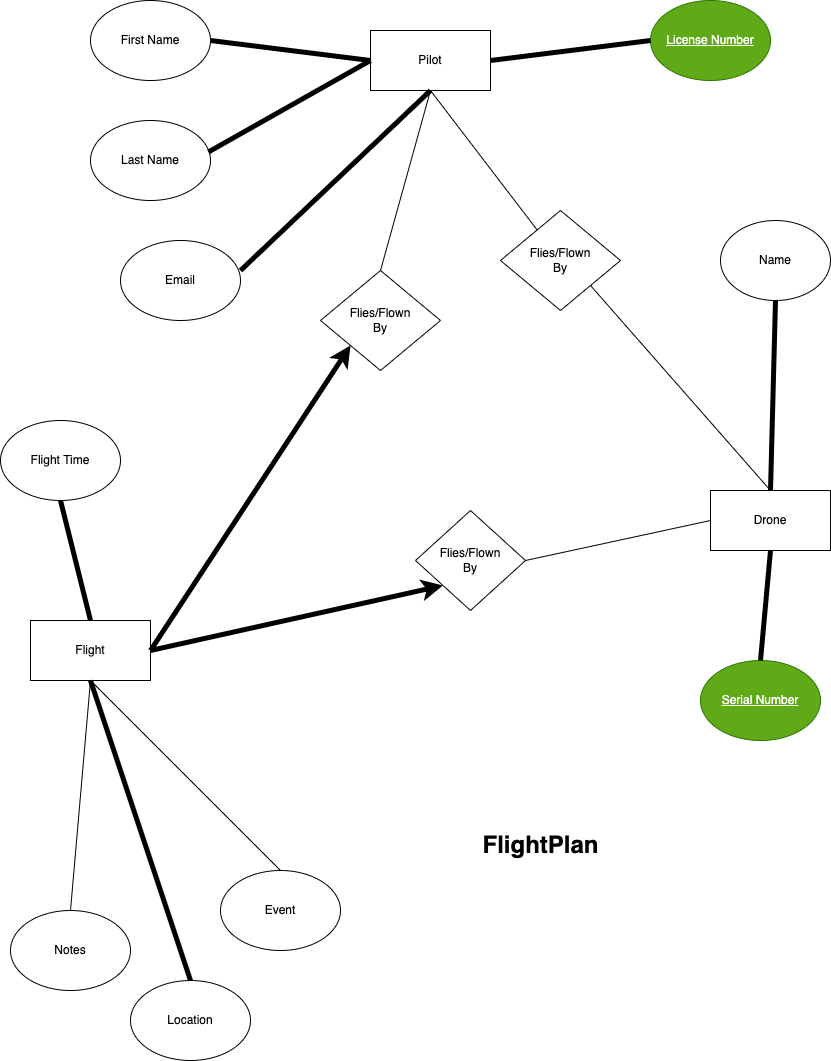 First Name
Pilot
License Number
Last Name
Email
Flies/Flown
By
Name
Flies/Flown
By
Flight Time
Drone
Flies/Flown
By
Flight
Serial Number
FlightPlan
Event
Notes
Location